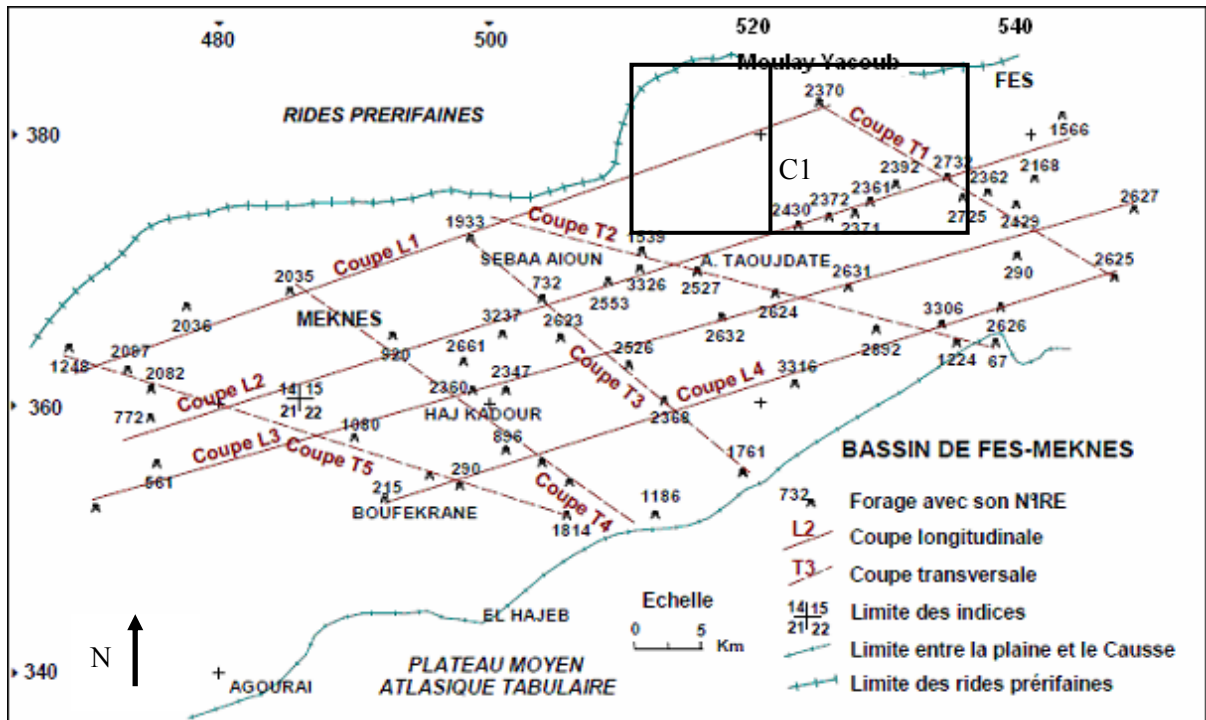 480
500
520
540
Moulay Yacoub
FES
RIDES PRERIFAINES
380
2370
Coupe T1
1566
C1
2392
2732
2361
2362
2168
2372
2430
2371
2725
2429
2627
Coupe T2
1933
1539
Coupe L1
SEBAA AIOUN
A. TAOUJDATE
2035
732
3326
2527
2631
290
2625
2553
2036
MEKNES
3237
2623
2624
2632
3306
2626
920
2661
2892
1224
67
1248
2097
2082
2526
3316
Coupe L2
14 15
21 22
2360
2347
Coupe T3
Coupe L4
360
772
HAJ KADOUR
2368
Coupe L3
1080
896
Coupe T5
1761
BASSIN DE FES-MEKNES
561
290
215
BOUFEKRANE
Coupe T4
1814
1186
732
Forage avec son N°IRE
L2
Coupe longitudinale
T3
Coupe transversale
14 15
21 22
Limite des indices
Echelle
0 5
Km
EL HAJEB
Limite entre la plaine et le Causse
N
340
AGOURAI
PLATEAU MOYEN
ATLASIQUE TABULAIRE
Limite des rides prérifaines